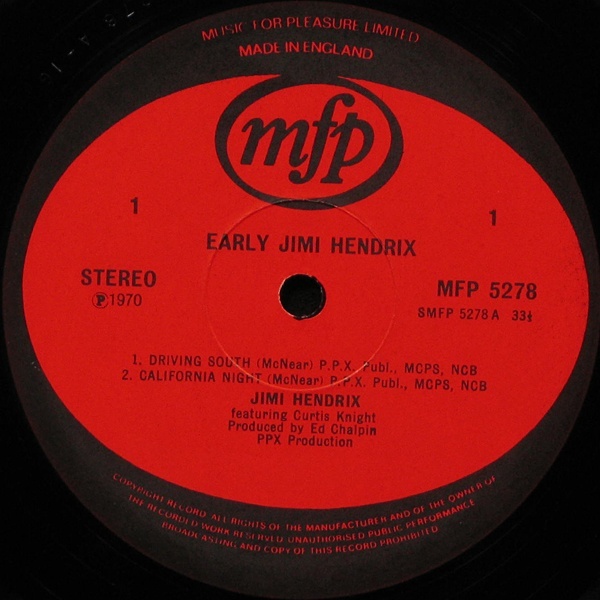 MUSIC FOR PLEASURE LIMITED
MADE IN ENGLAND
mfp
1
1
EARLY JIMI HENDRIX
STEREO
Ⓟ1970
MFP 5278
SMFP 5278 A 33⅓
1. DRIVING SOUTH (McNear) P.P.X. Publ., MCPS, NCB
2. CALIFORNIA NIGHT (McNear) P.P.X. Publ., MCPS, NCB
JIMI HENDRIX
featuring Curtis Knight
Produced by Ed Chalpin
PPX Production
COPYRIGHT RECORD ALL RIGHTS OF THE MANUFACTURER AND OF THE OWNER OF
THE RECORDED WORK RESERVED UNAUTHORISED PUBLIC PERFORMANCE
BROADCASTING AND COPY OF THIS RECORD PROHIBITED